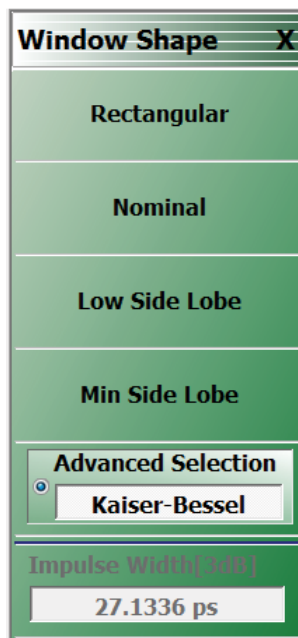 Window Shape X
Rectangular
Nominal
Low Side Lobe
Min Side Lobe
Advanced Selection
Kaiser-Bessel
Impulse Width[3dB]
27.1336 ps